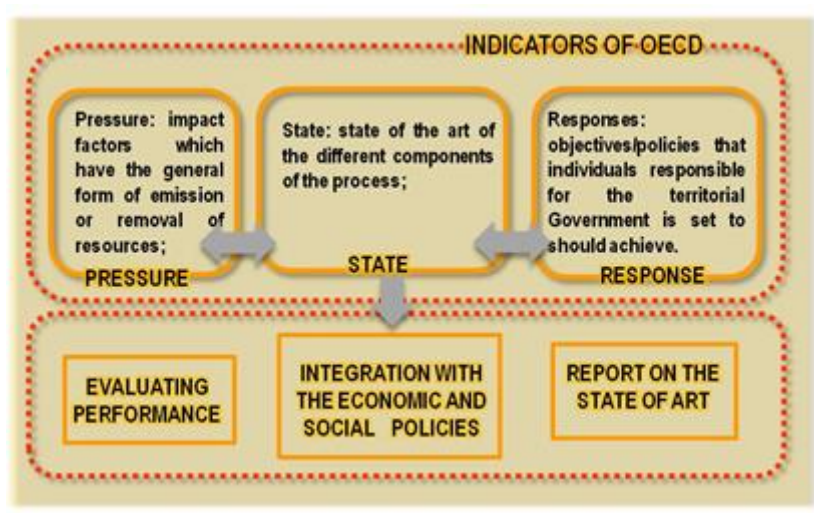 INDICATORS OF OECD
Pressure: impact
factors which
have the general
form of emission
or removal of
resources;
PRESSURE
State: state of the art of
the different components
of the process;
STATE
Responses:
objectives/policies that
individuals responsible
for the territorial
Government is set to
should achieve.
RESPONSE
EVALUATING
PERFORMANCE
INTEGRATION WITH
THE ECONOMIC AND
SOCIAL POLICIES
REPORT ON THE
STATE OF ART